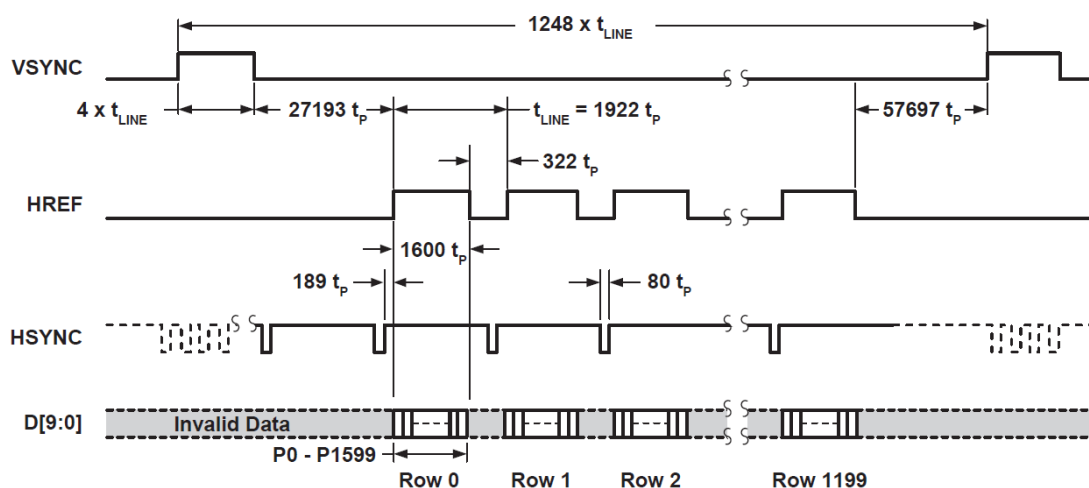 1248 x tLINE
VSYNC
4 x tLINE
27193 tP
tLINE = 1922 tP
57697 tP
322 tP
HREF
1600 tP
189 tP
80 tP
HSYNC
D[9:0]
Invalid Data
P0 - P1599
Row 0
Row 1
Row 2
Row 1199